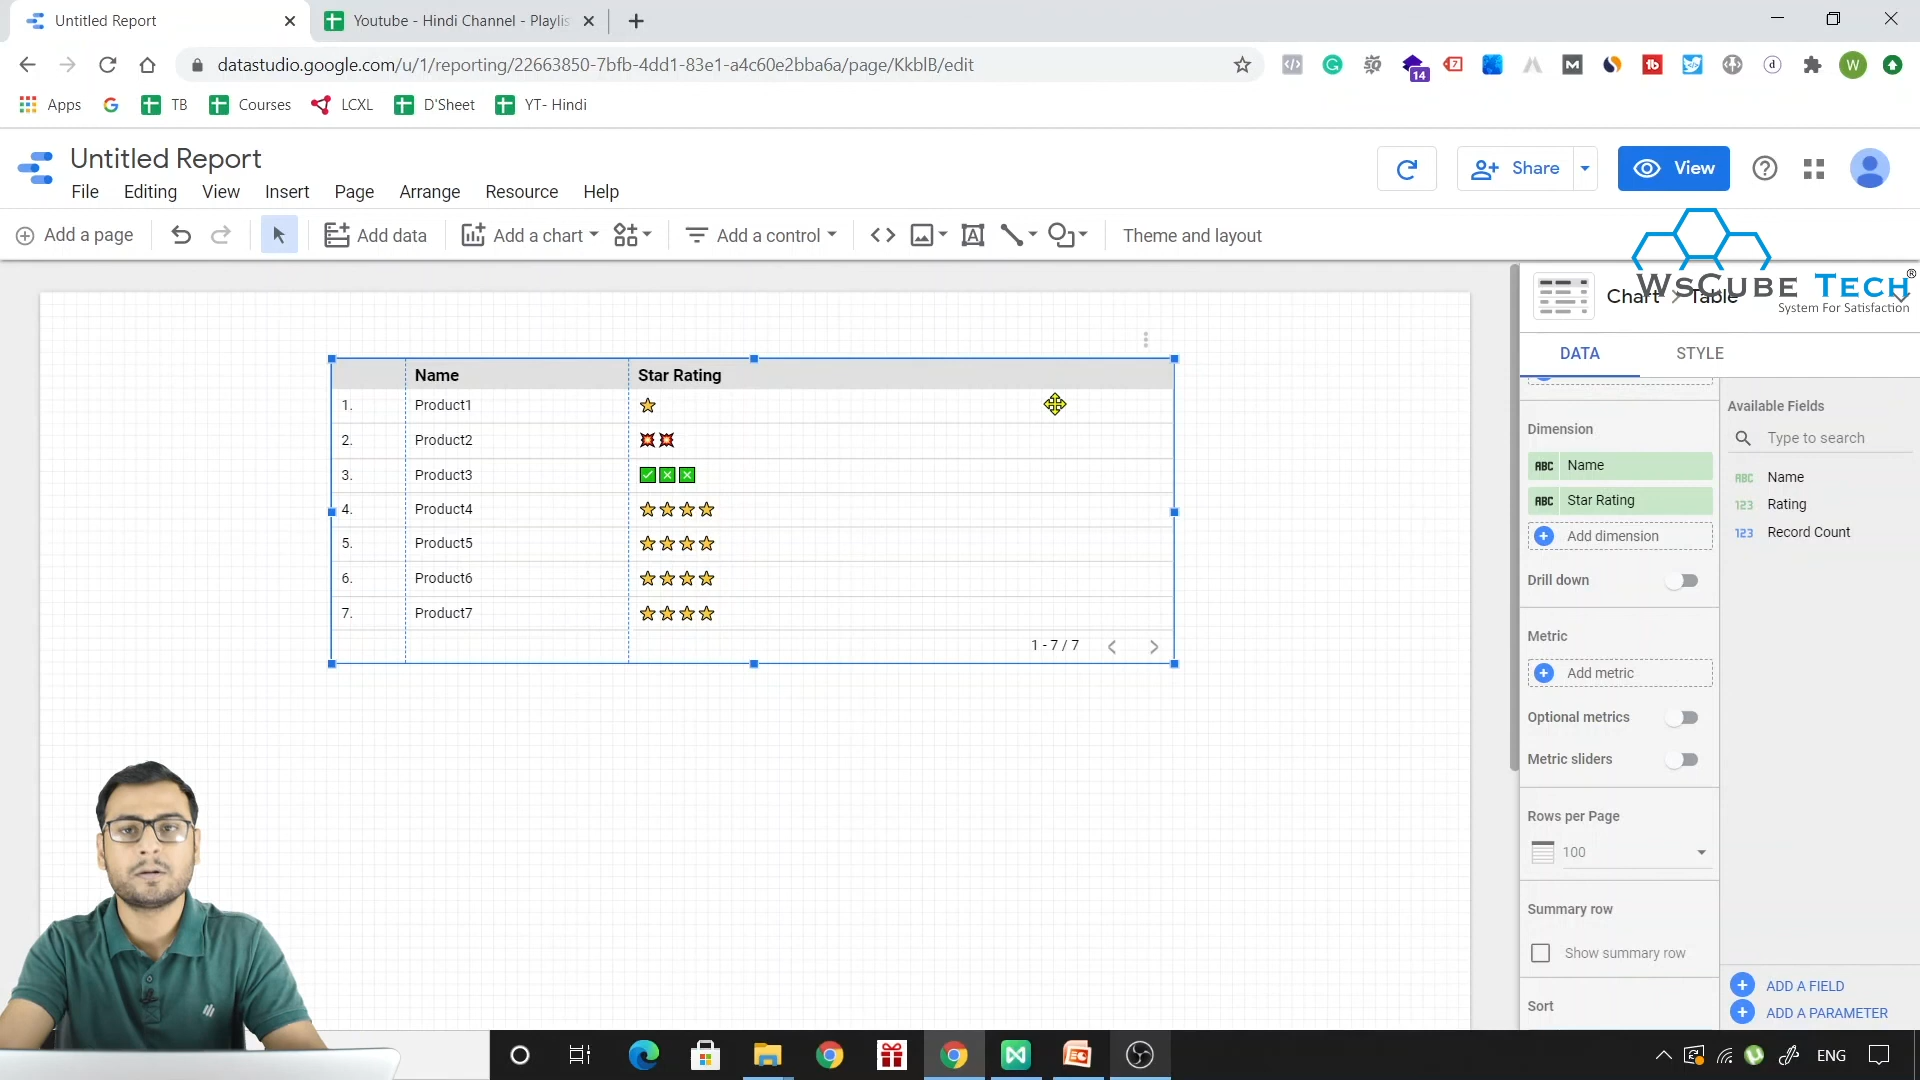 Untitled Report
Youtube - Hindi Channel - Playlis
datastudio.google.com/u/1/reporting/22663850-7bfb-4dd1-83e1-a4c60e2bba6a/page/KkblB/edit
14
W
Apps
TB
Courses
LCXL
D'Sheet
YT- Hindi
Untitled Report
File Editing View Insert Page Arrange Resource Help
Share
View
Add a page
Add data
Add a chart
Add a control
Theme and layout
WsCube Tech®
System For Satisfaction
Chart > Table
DATA STYLE
Name Star Rating
1. Product1
2. Product2
3. Product3
4. Product4
5. Product5
6. Product6
7. Product7
1 - 7 / 7
Dimension
ABC Name
ABC Star Rating
Add dimension
Drill down
Metric
Add metric
Optional metrics
Metric sliders
Rows per Page
100
Summary row
Show summary row
Sort
Available Fields
Type to search
ABC Name
123 Rating
123 Record Count
ADD A FIELD
ADD A PARAMETER
ENG